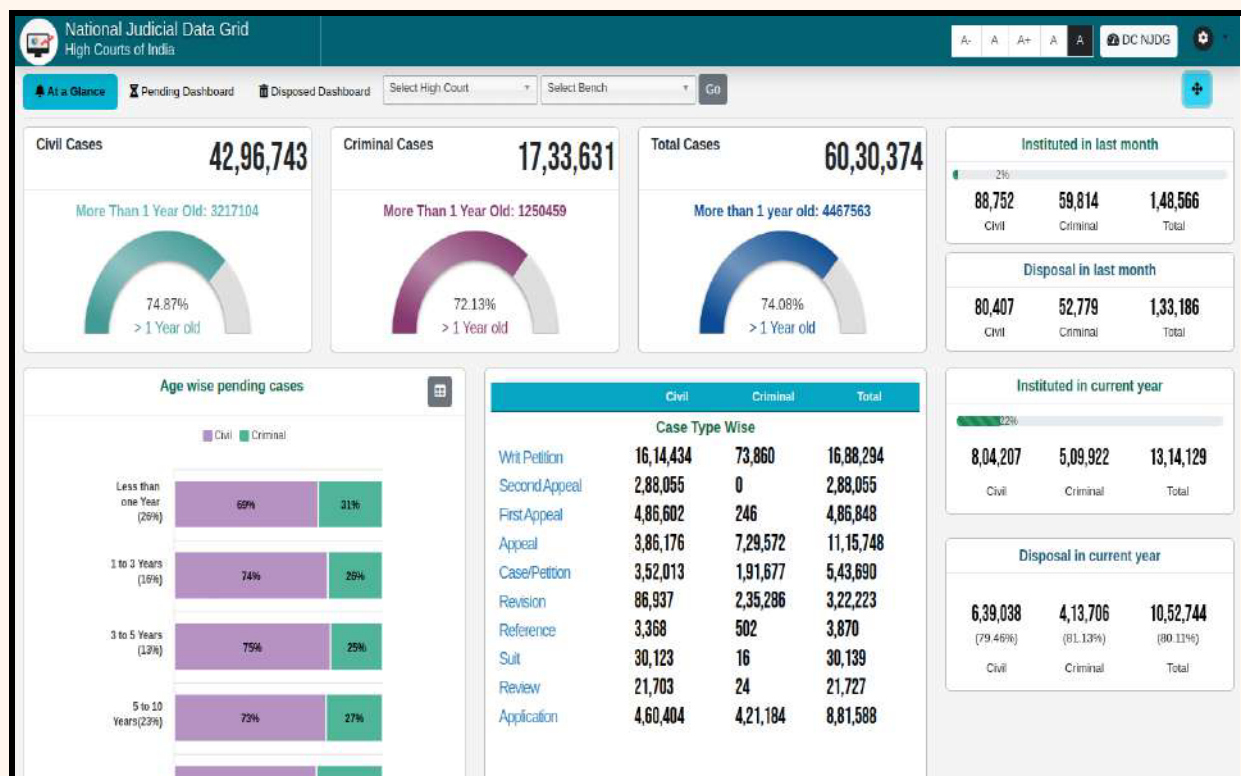 National Judicial Data Grid
High Courts of India
A- A A+ A A DC NJDG
At a Glance Pending Dashboard Disposed Dashboard Select High Court Select Bench Go
Civil Cases 42,96,743
More Than 1 Year Old: 3217104
74.87%
> 1 Year old
Criminal Cases 17,33,631
More Than 1 Year Old: 1250459
72.13%
> 1 Year old
Total Cases 60,30,374
More than 1 year old: 4467563
74.08%
> 1 Year old
Instituted in last month
2%
88,752 59,814 1,48,566
Civil Criminal Total
Disposal in last month
80,407 52,779 1,33,186
Civil Criminal Total
Age wise pending cases
Civil Criminal
Less than
one Year
(26%)
69% 31%
1 to 3 Years
(16%)
74% 26%
3 to 5 Years
(13%)
75% 25%
5 to 10
Years(23%)
73% 27%
Civil Criminal Total
Case Type Wise
Writ Petition 16,14,434 73,860 16,88,294
Second Appeal 2,88,055 0 2,88,055
First Appeal 4,86,602 246 4,86,848
Appeal 3,86,176 7,29,572 11,15,748
Case/Petition 3,52,013 1,91,677 5,43,690
Revision 86,937 2,35,286 3,22,223
Reference 3,368 502 3,870
Suit 30,123 16 30,139
Review 21,703 24 21,727
Application 4,60,404 4,21,184 8,81,588
Instituted in current year
22%
8,04,207 5,09,922 13,14,129
Civil Criminal Total
Disposal in current year
6,39,038 4,13,706 10,52,744
(79.46%) (81.13%) (80.11%)
Civil Criminal Total